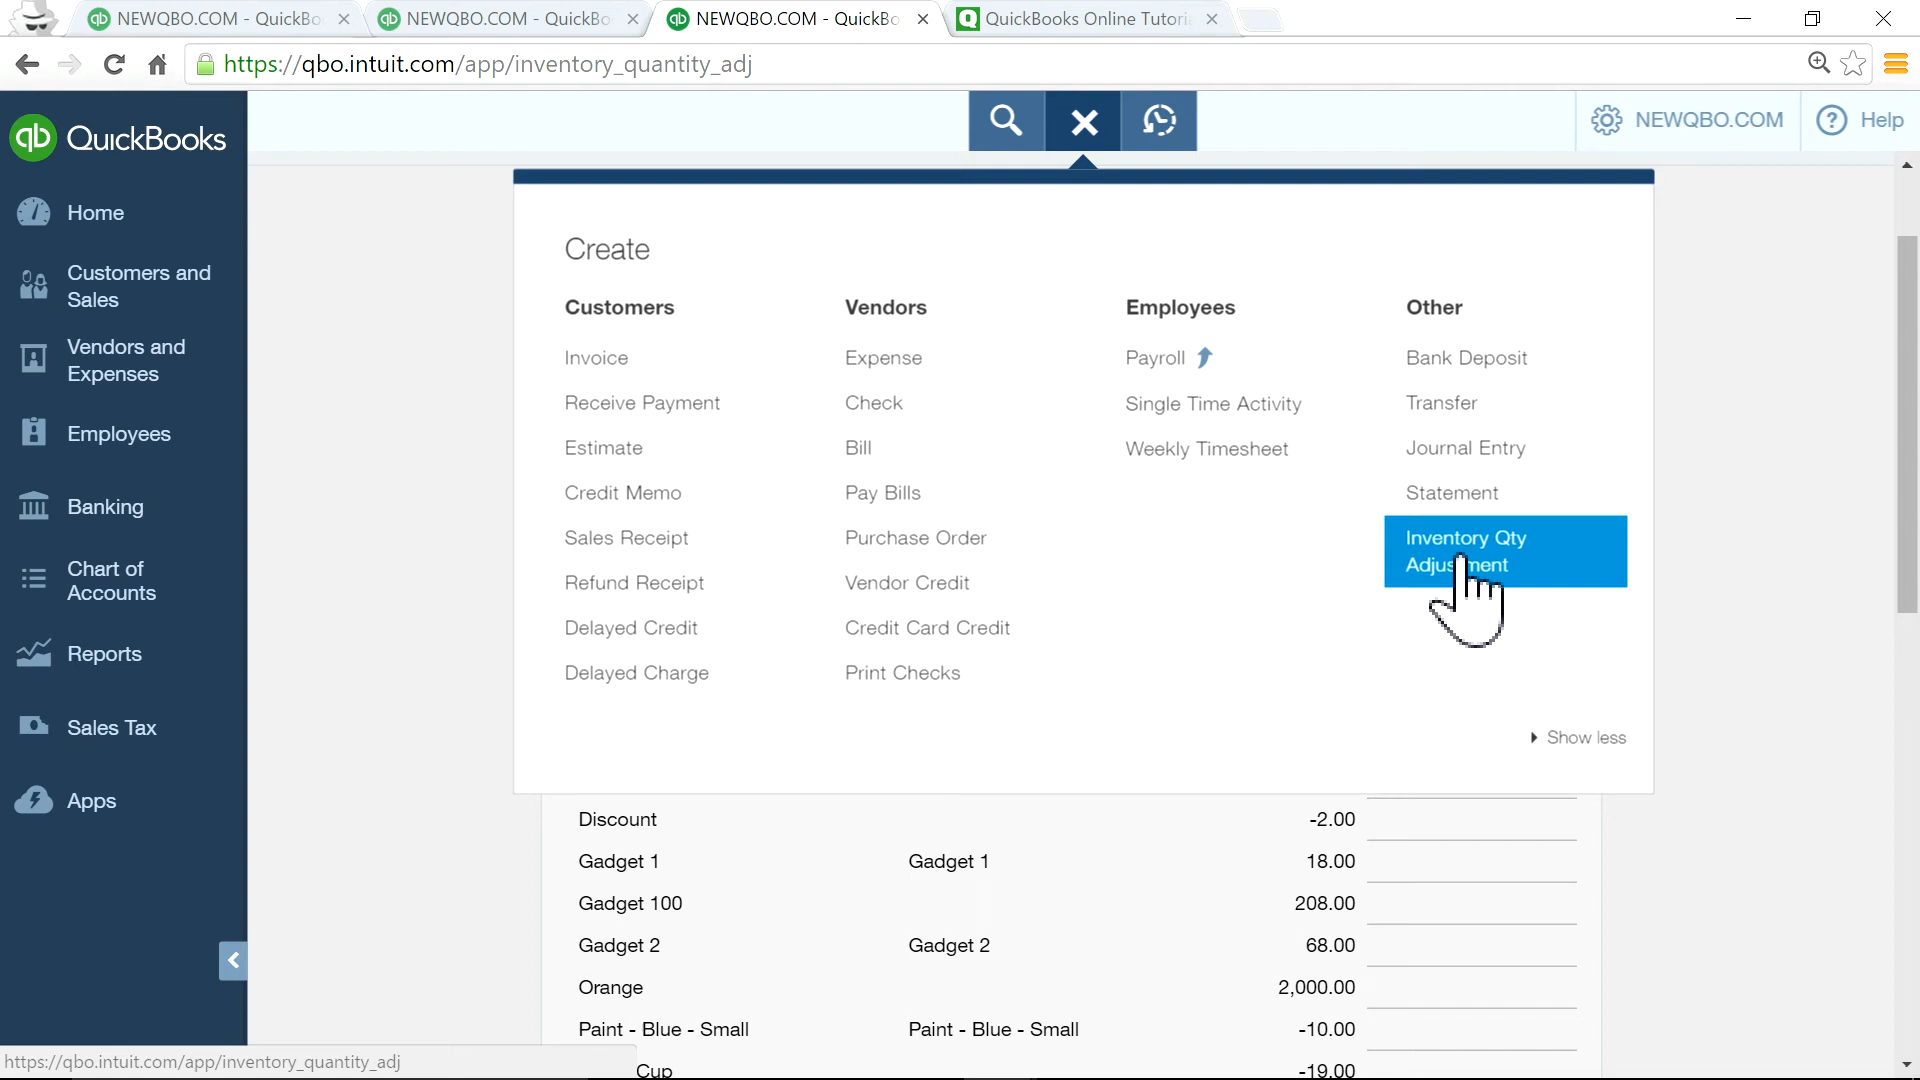 NEWQBO.COM - QuickBo
NEWQBO.COM - QuickBo
NEWQBO.COM - QuickBo
QuickBooks Online Tutori
https://qbo.intuit.com/app/inventory_quantity_adj
qb QuickBooks
NEWQBO.COM
Help
Home
Customers and
Sales
Vendors and
Expenses
Employees
Banking
Chart of
Accounts
Reports
Sales Tax
Apps
Create
Customers
Invoice
Receive Payment
Estimate
Credit Memo
Sales Receipt
Refund Receipt
Delayed Credit
Delayed Charge
Vendors
Expense
Check
Bill
Pay Bills
Purchase Order
Vendor Credit
Credit Card Credit
Print Checks
Employees
Payroll
Single Time Activity
Weekly Timesheet
Other
Bank Deposit
Transfer
Journal Entry
Statement
Inventory Qty
Adjustment
Show less
Discount -2.00
Gadget 1 Gadget 1 18.00
Gadget 100 208.00
Gadget 2 Gadget 2 68.00
Orange 2,000.00
Paint - Blue - Small Paint - Blue - Small -10.00
Cup -19.00
https://qbo.intuit.com/app/inventory_quantity_adj